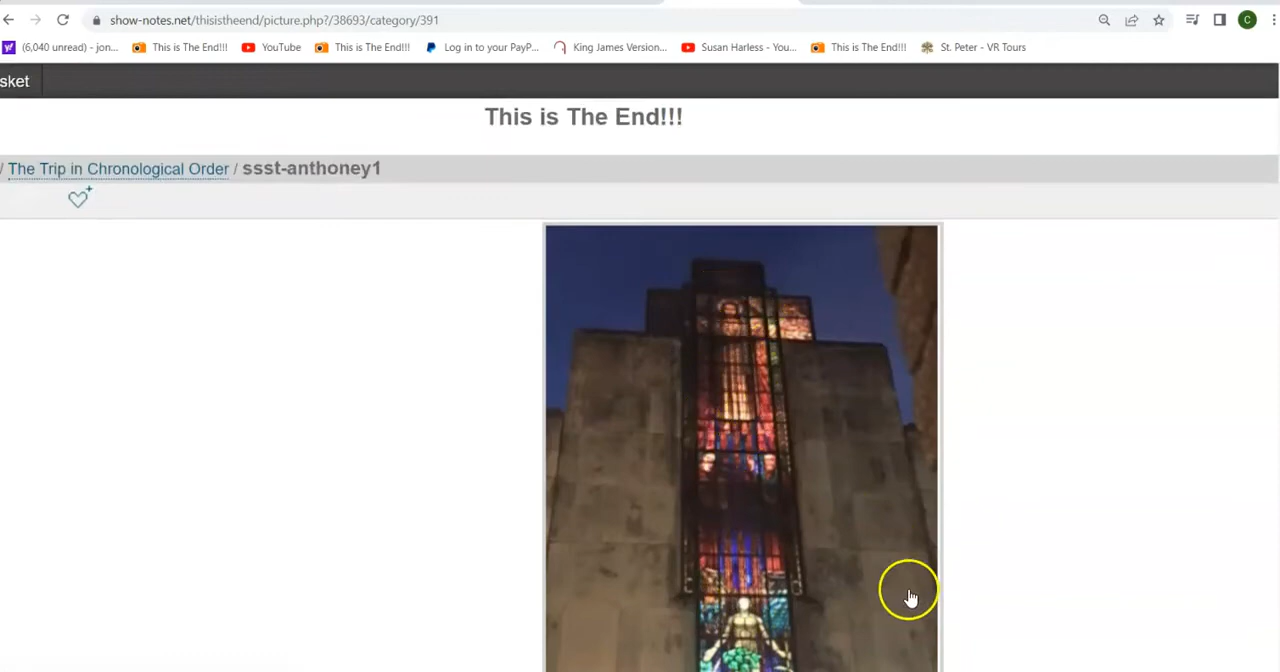 show-notes.net/thisistheend/picture.php?/38693/category/391
C
(6,040 unread) - jon... This is The End!!! YouTube This is The End!!! Log in to your PayP... King James Version... Susan Harless - You... This is The End!!! St. Peter - VR Tours
sket
This is The End!!!
/ The Trip in Chronological Order / ssst-anthoney1